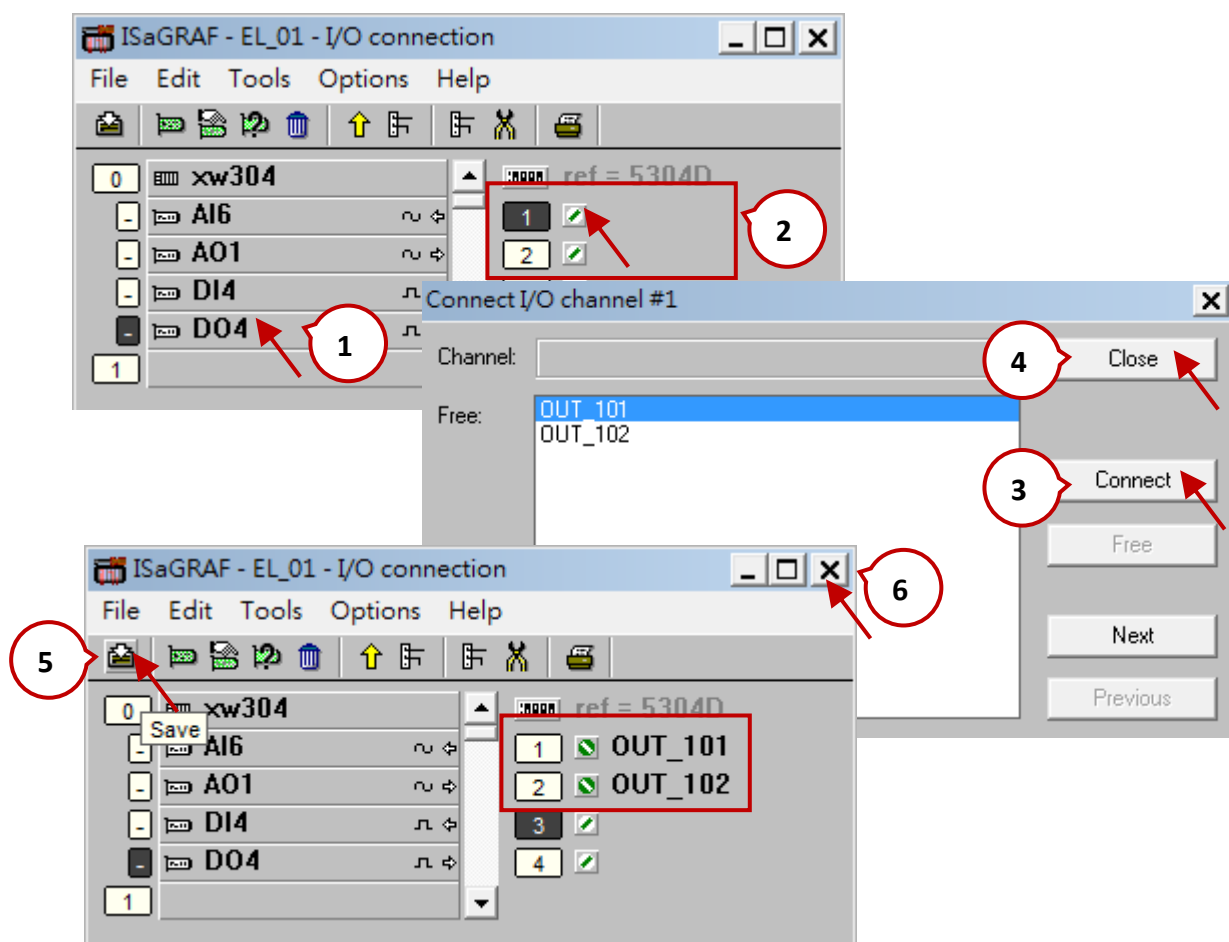 ISaGRAF - EL_01 - I/O connection
File Edit Tools Options Help
0 xw304
ref = 5304D
- AI6
1
2
- AO1
2
- DI4
- DO4
1
1
Connect I/O channel #1
Channel:
4
Close
Free:
OUT_101
OUT_102
3
Connect
Free
Next
Previous
ISaGRAF - EL_01 - I/O connection
6
File Edit Tools Options Help
5
0 xw304
ref = 5304D
Save
- AI6
1 OUT_101
- AO1
2 OUT_102
- DI4
3
- DO4
4
1